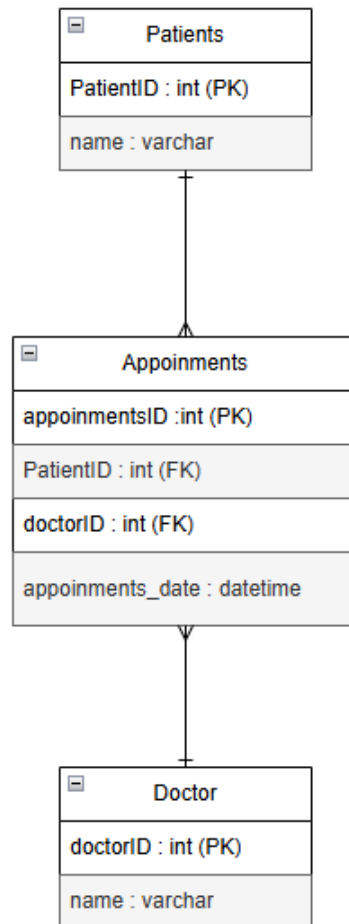 Patients
PatientID : int (PK)
name : varchar
Appoinments
appoinmentsID :int (PK)
PatientID : int (FK)
doctorID : int (FK)
appoinments_date : datetime
Doctor
doctorID : int (PK)
name : varchar